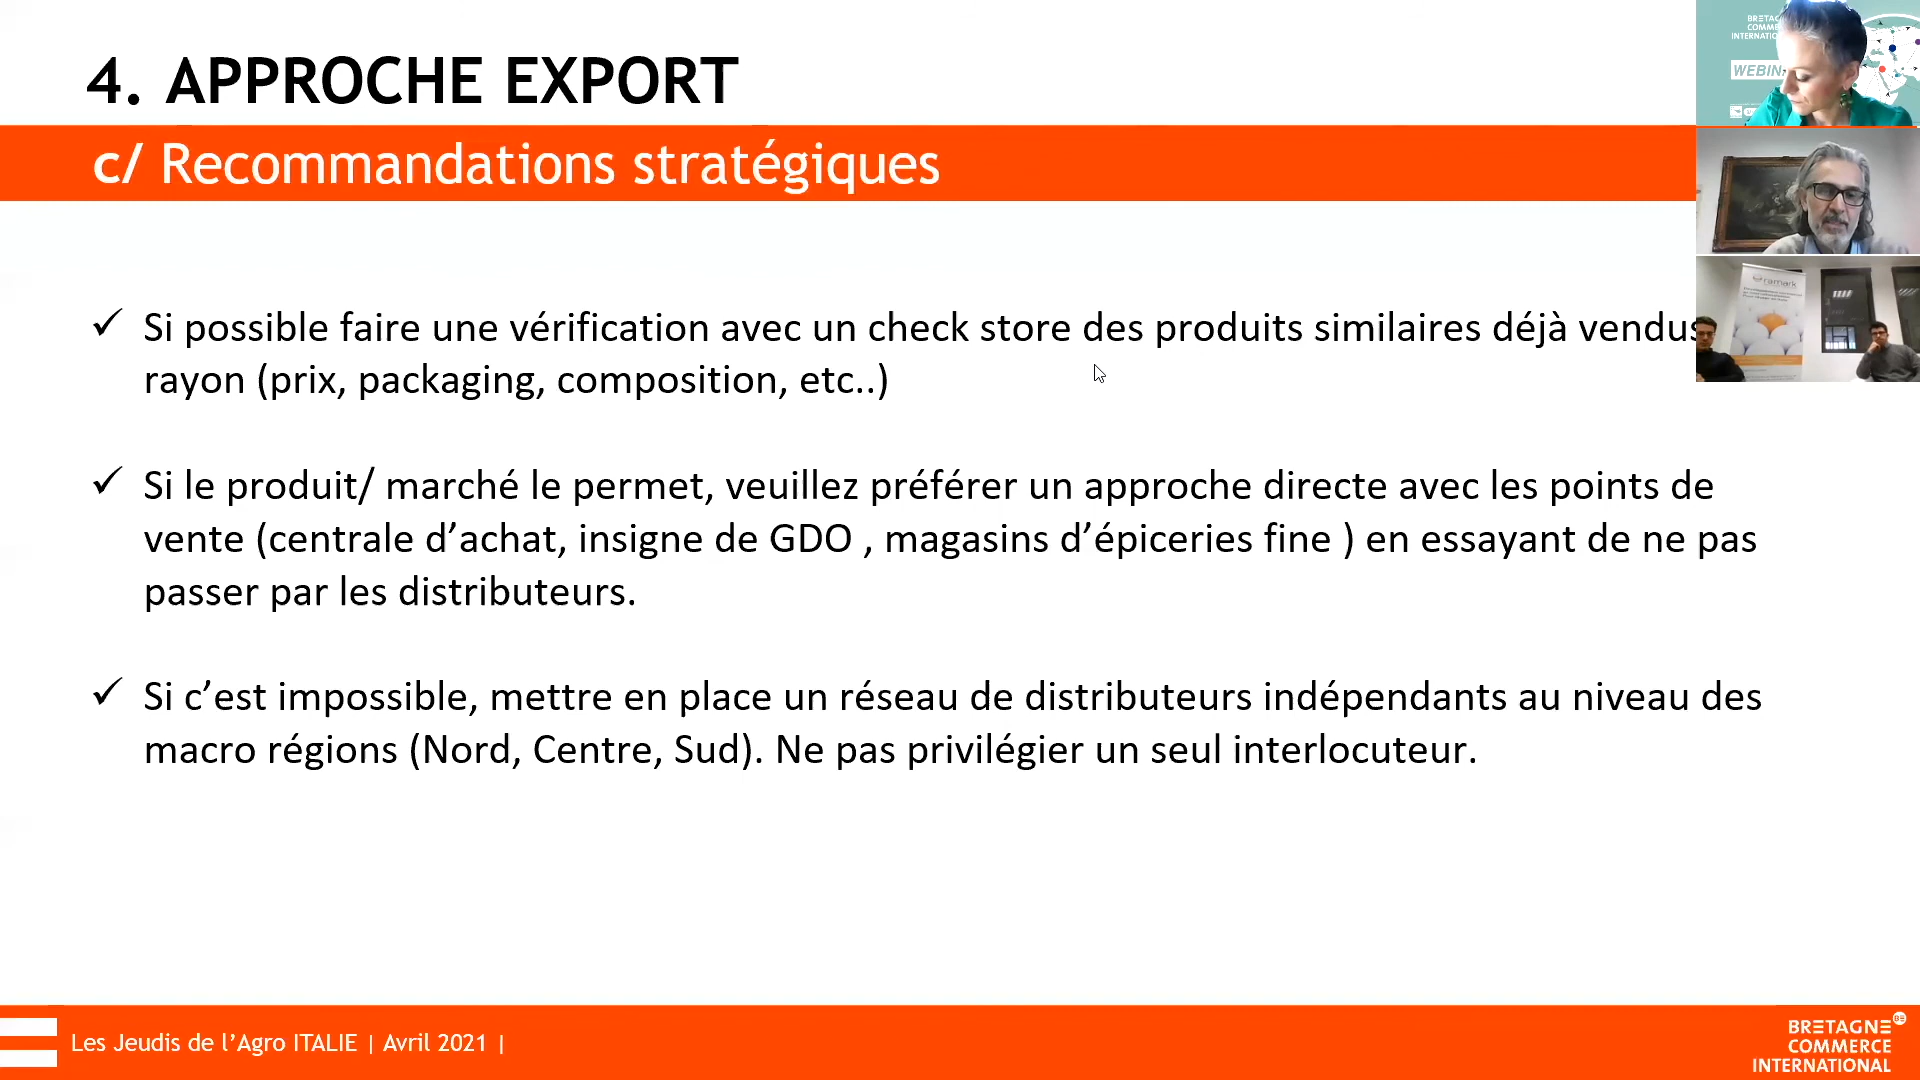 4. APPROCHE EXPORT
c/ Recommandations stratégiques
✓ Si possible faire une vérification avec un check store des produits similaires déjà vendus
rayon (prix, packaging, composition, etc..)
✓ Si le produit/ marché le permet, veuillez préférer un approche directe avec les points de
vente (centrale d’achat, insigne de GDO , magasins d’épiceries fine ) en essayant de ne pas
passer par les distributeurs.
✓ Si c’est impossible, mettre en place un réseau de distributeurs indépendants au niveau des
macro régions (Nord, Centre, Sud). Ne pas privilégier un seul interlocuteur.
Les Jeudis de l’Agro ITALIE | Avril 2021 |
BRETAGNE
COMMERCE
INTERNATIONAL
ramark